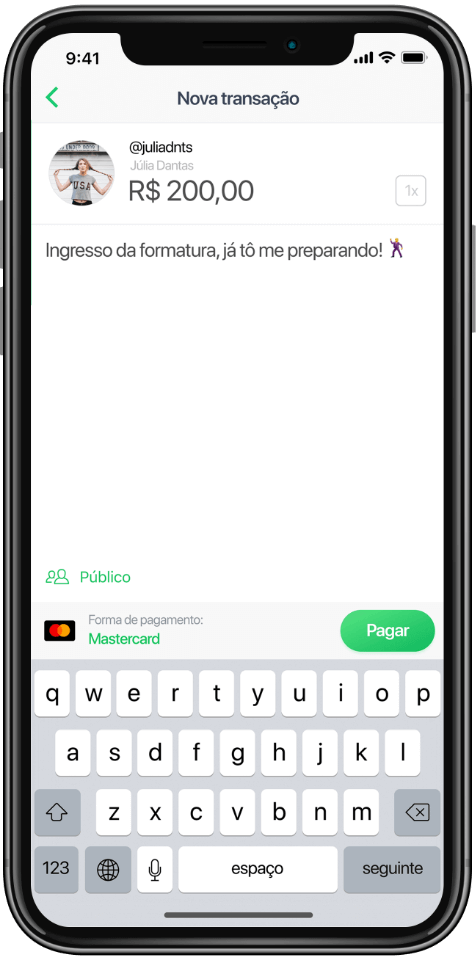 9:41
Nova transação
@juliadnts
Júlia Dantas
R$ 200,00
1x
USA
Ingresso da formatura, já tô me preparando! 🕺
Público
Forma de pagamento:
Mastercard
Pagar
q w e r t y u i o p
a s d f g h j k l
z x c v b n m
123 espaço seguinte